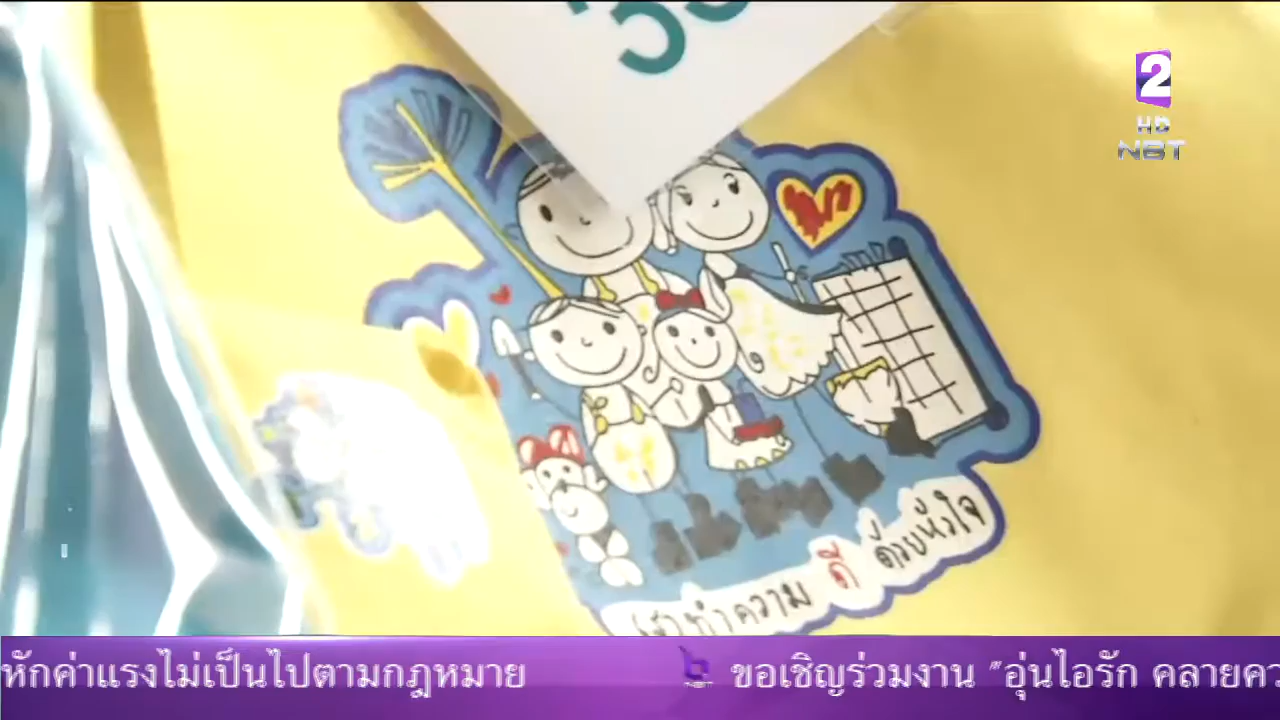 2
HD
NBT
เราทำความ ดี ด้วยหัวใจ
หักค่าแรงไม่เป็นไปตามกฎหมาย ขอเชิญร่วมงาน "อุ่นไอรัก คลายคว